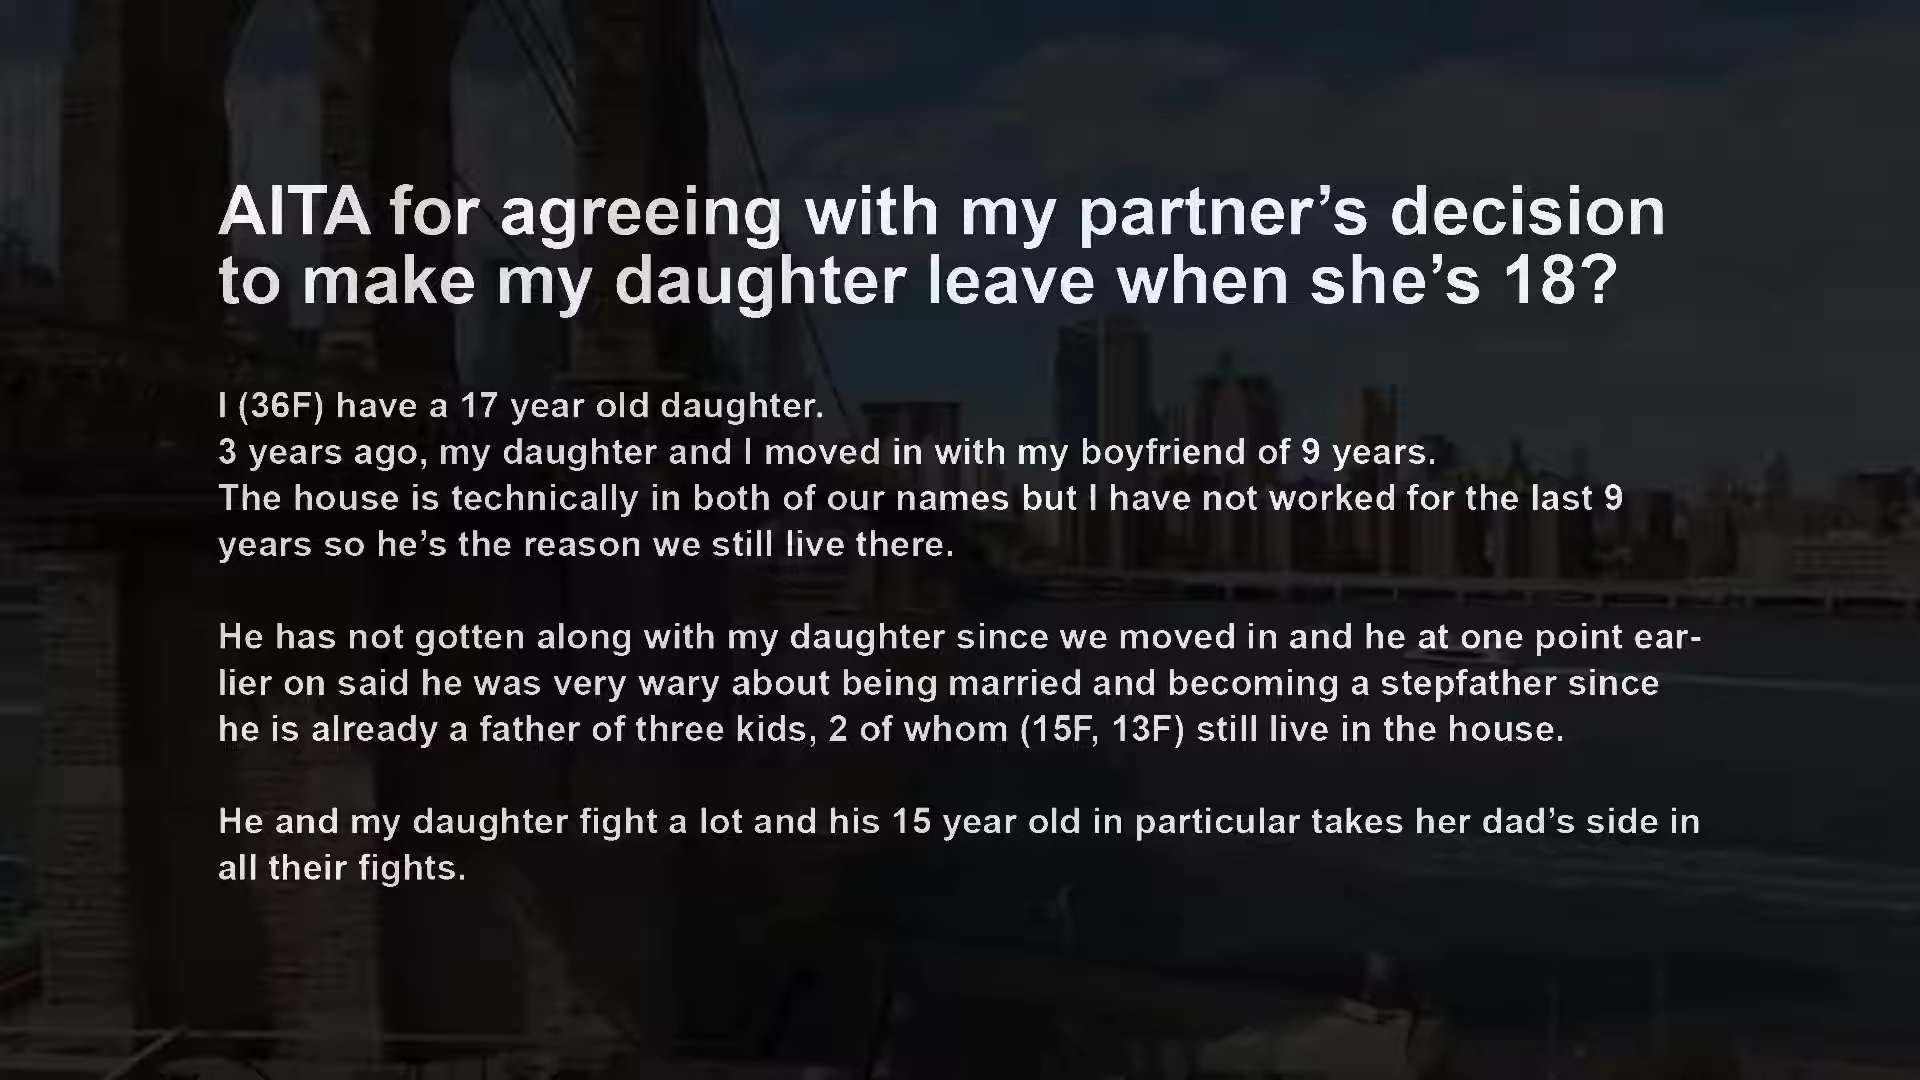 AITA for agreeing with my partner’s decision
to make my daughter leave when she’s 18?
I (36F) have a 17 year old daughter.
3 years ago, my daughter and I moved in with my boyfriend of 9 years.
The house is technically in both of our names but I have not worked for the last 9
years so he’s the reason we still live there.
He has not gotten along with my daughter since we moved in and he at one point ear-
lier on said he was very wary about being married and becoming a stepfather since
he is already a father of three kids, 2 of whom (15F, 13F) still live in the house.
He and my daughter fight a lot and his 15 year old in particular takes her dad’s side in
all their fights.